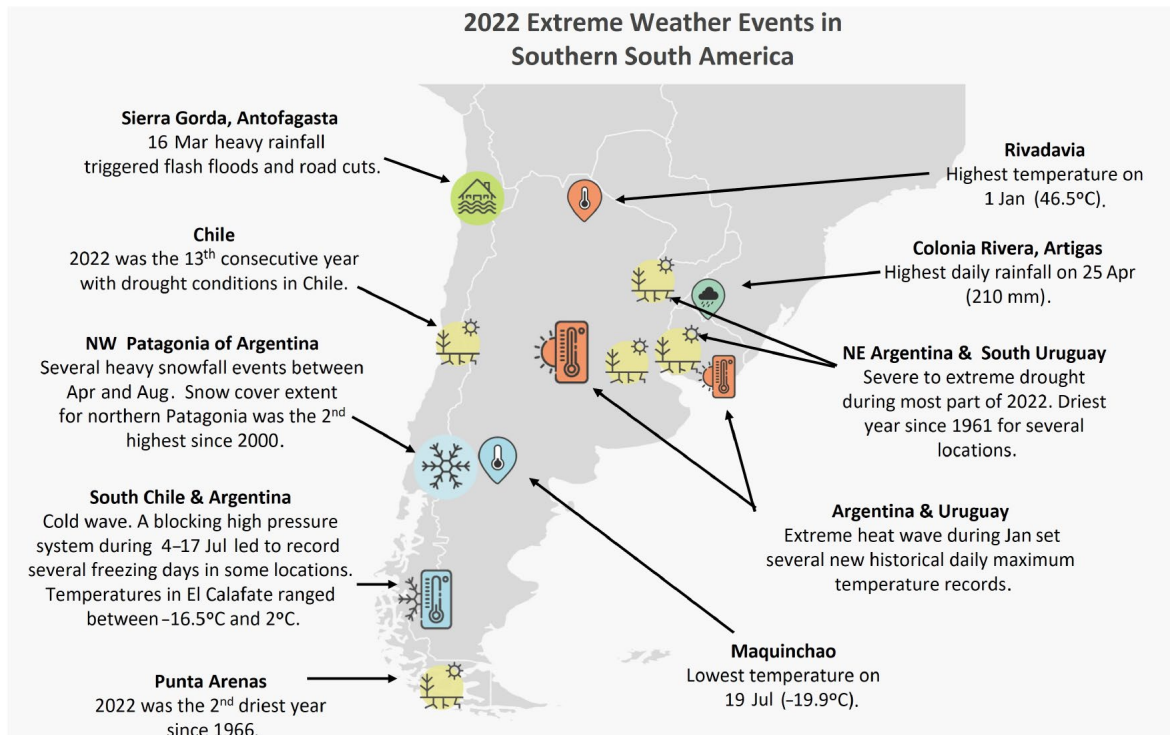 2022 Extreme Weather Events in
Southern South America
Sierra Gorda, Antofagasta
16 Mar heavy rainfall
triggered flash floods and road cuts.
Chile
2022 was the 13th consecutive year
with drought conditions in Chile.
NW Patagonia of Argentina
Several heavy snowfall events between
Apr and Aug. Snow cover extent
for northern Patagonia was the 2nd
highest since 2000.
South Chile & Argentina
Cold wave. A blocking high pressure
system during 4–17 Jul led to record
several freezing days in some locations.
Temperatures in El Calafate ranged
between –16.5ºC and 2ºC.
Punta Arenas
2022 was the 2nd driest year
since 1966.
Rivadavia
Highest temperature on
1 Jan (46.5ºC).
Colonia Rivera, Artigas
Highest daily rainfall on 25 Apr
(210 mm).
NE Argentina & South Uruguay
Severe to extreme drought
during most part of 2022. Driest
year since 1961 for several
locations.
Argentina & Uruguay
Extreme heat wave during Jan set
several new historical daily maximum
temperature records.
Maquinchao
Lowest temperature on
19 Jul (–19.9ºC).